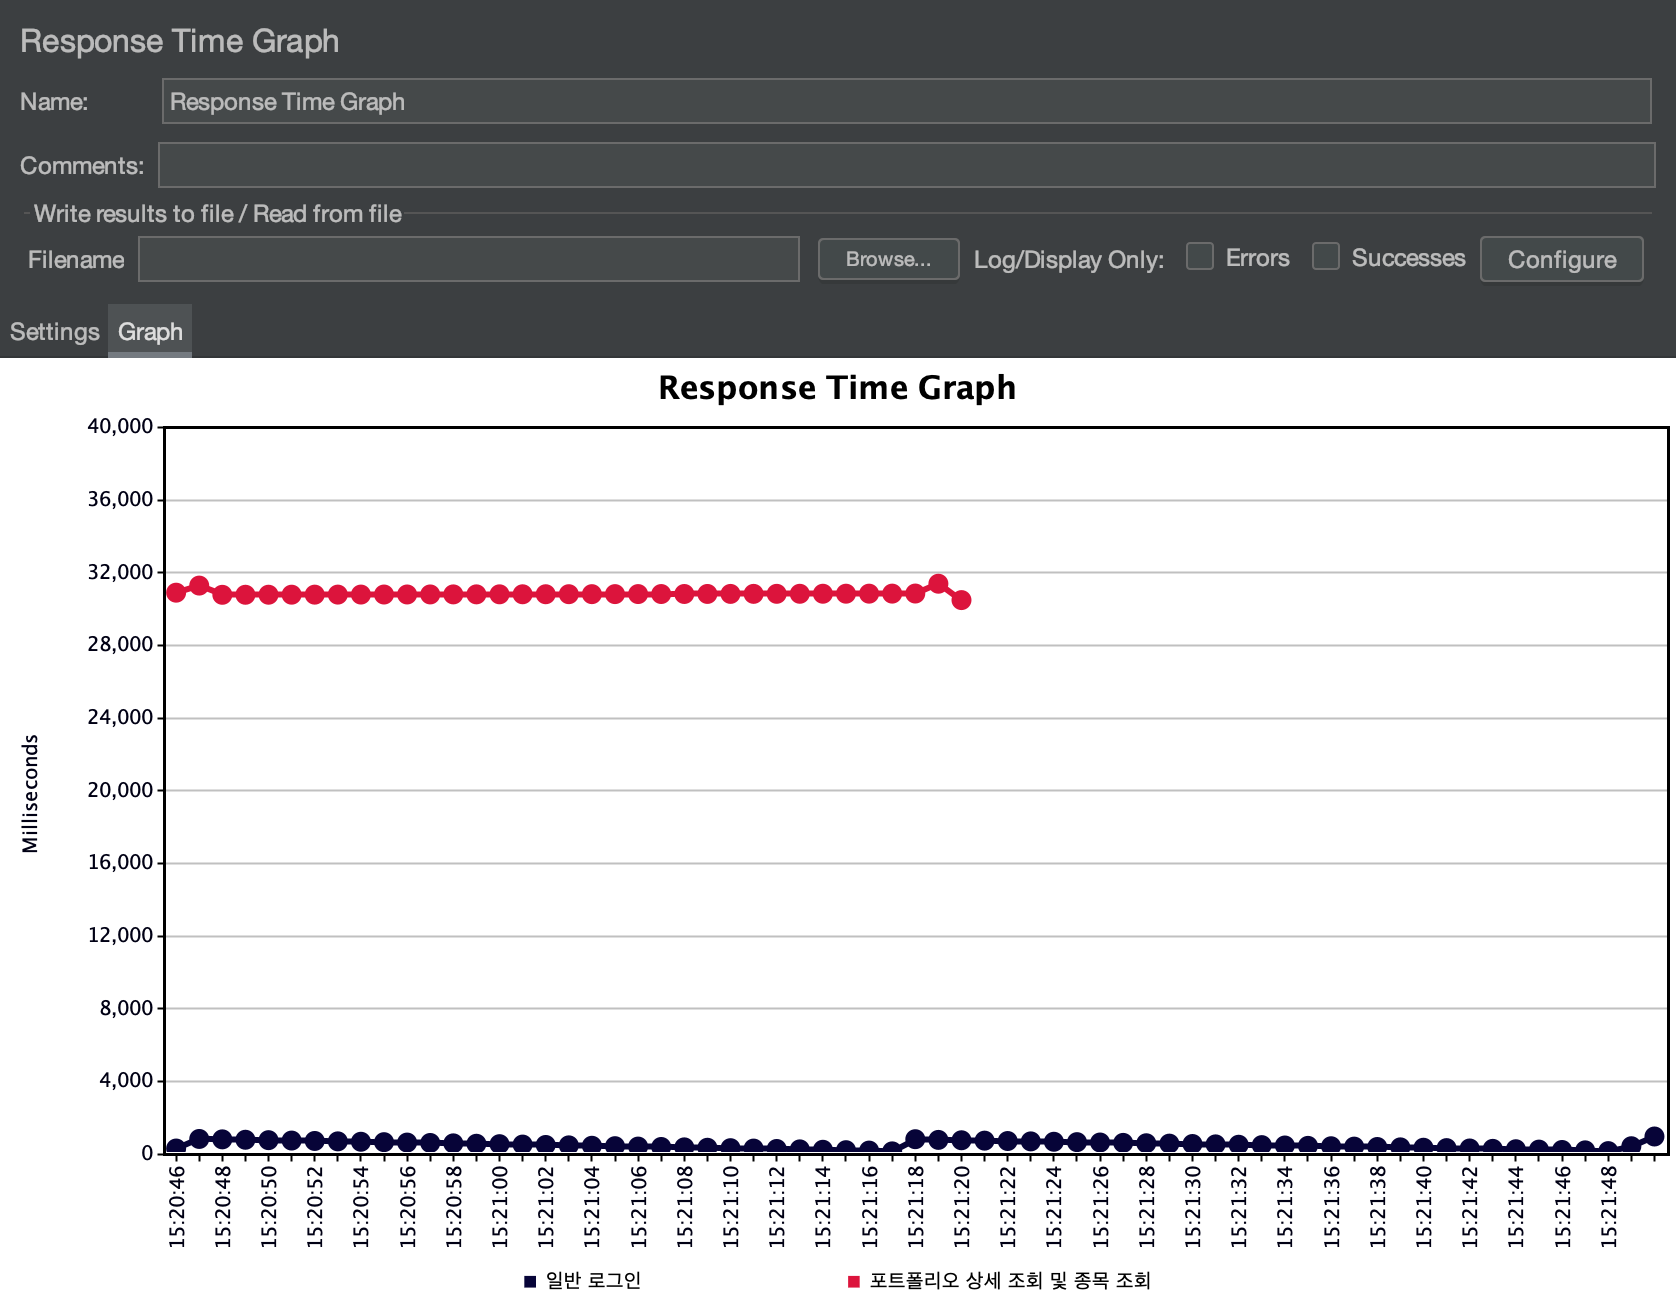 Response Time Graph
Name: Response Time Graph
Comments:
Write results to file / Read from file
Filename Browse... Log/Display Only: Errors Successes Configure
Settings Graph
Response Time Graph
Milliseconds
40,000
36,000
32,000
28,000
24,000
20,000
16,000
12,000
8,000
4,000
0
15:20:46 15:20:48 15:20:50 15:20:52 15:20:54 15:20:56 15:20:58 15:21:00 15:21:02 15:21:04 15:21:06 15:21:08 15:21:10 15:21:12 15:21:14 15:21:16 15:21:18 15:21:20 15:21:22 15:21:24 15:21:26 15:21:28 15:21:30 15:21:32 15:21:34 15:21:36 15:21:38 15:21:40 15:21:42 15:21:44 15:21:46 15:21:48
일반 로그인 포트폴리오 상세 조회 및 종목 조회